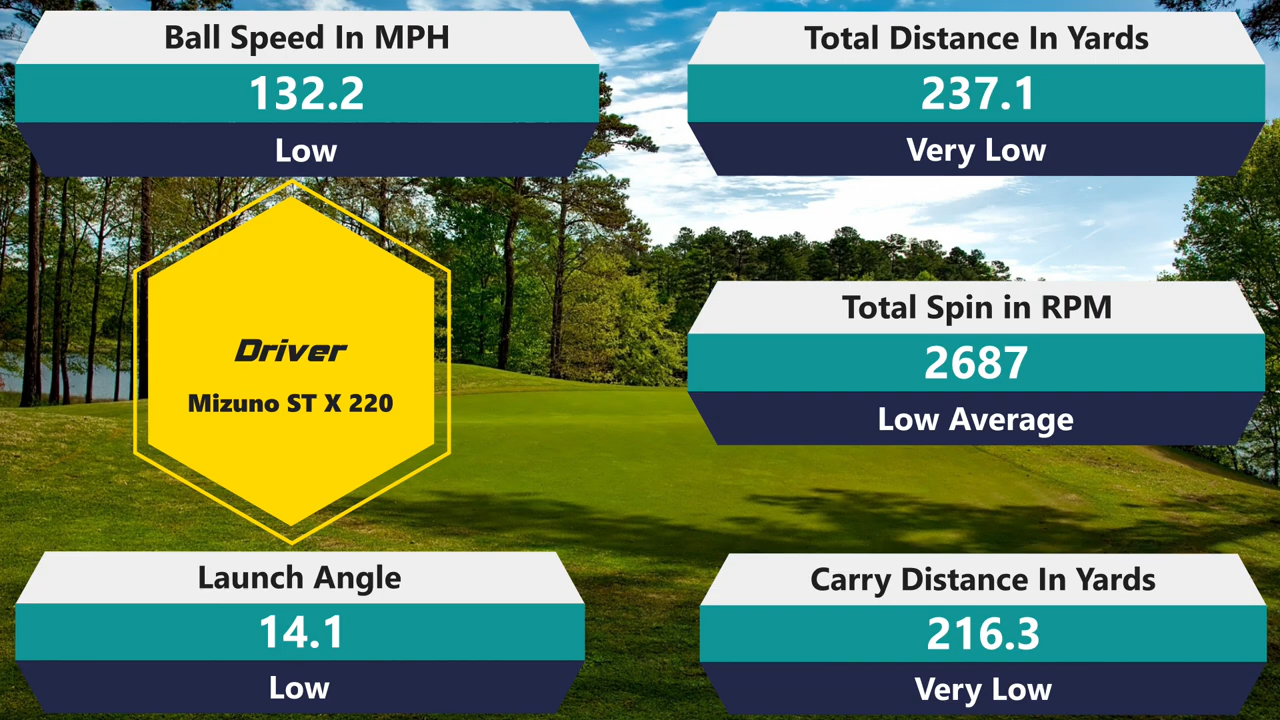 Ball Speed In MPH
132.2
Low
Total Distance In Yards
237.1
Very Low
Driver
Mizuno ST X 220
Total Spin in RPM
2687
Low Average
Launch Angle
14.1
Low
Carry Distance In Yards
216.3
Very Low